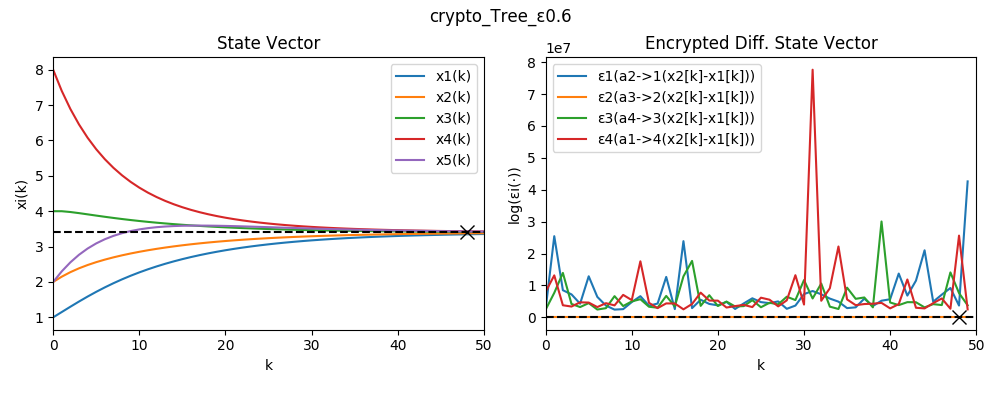 crypto_Tree_ε0.6
State Vector
xi(k)
8
7
6
5
4
3
2
1
0
10
20
30
40
50
k
x1(k)
x2(k)
x3(k)
x4(k)
x5(k)
Encrypted Diff. State Vector
1e7
log(εi(·))
8
7
6
5
4
3
2
1
0
0
10
20
30
40
50
k
ε1(a2->1(x2[k]-x1[k]))
ε2(a3->2(x2[k]-x1[k]))
ε3(a4->3(x2[k]-x1[k]))
ε4(a1->4(x2[k]-x1[k]))